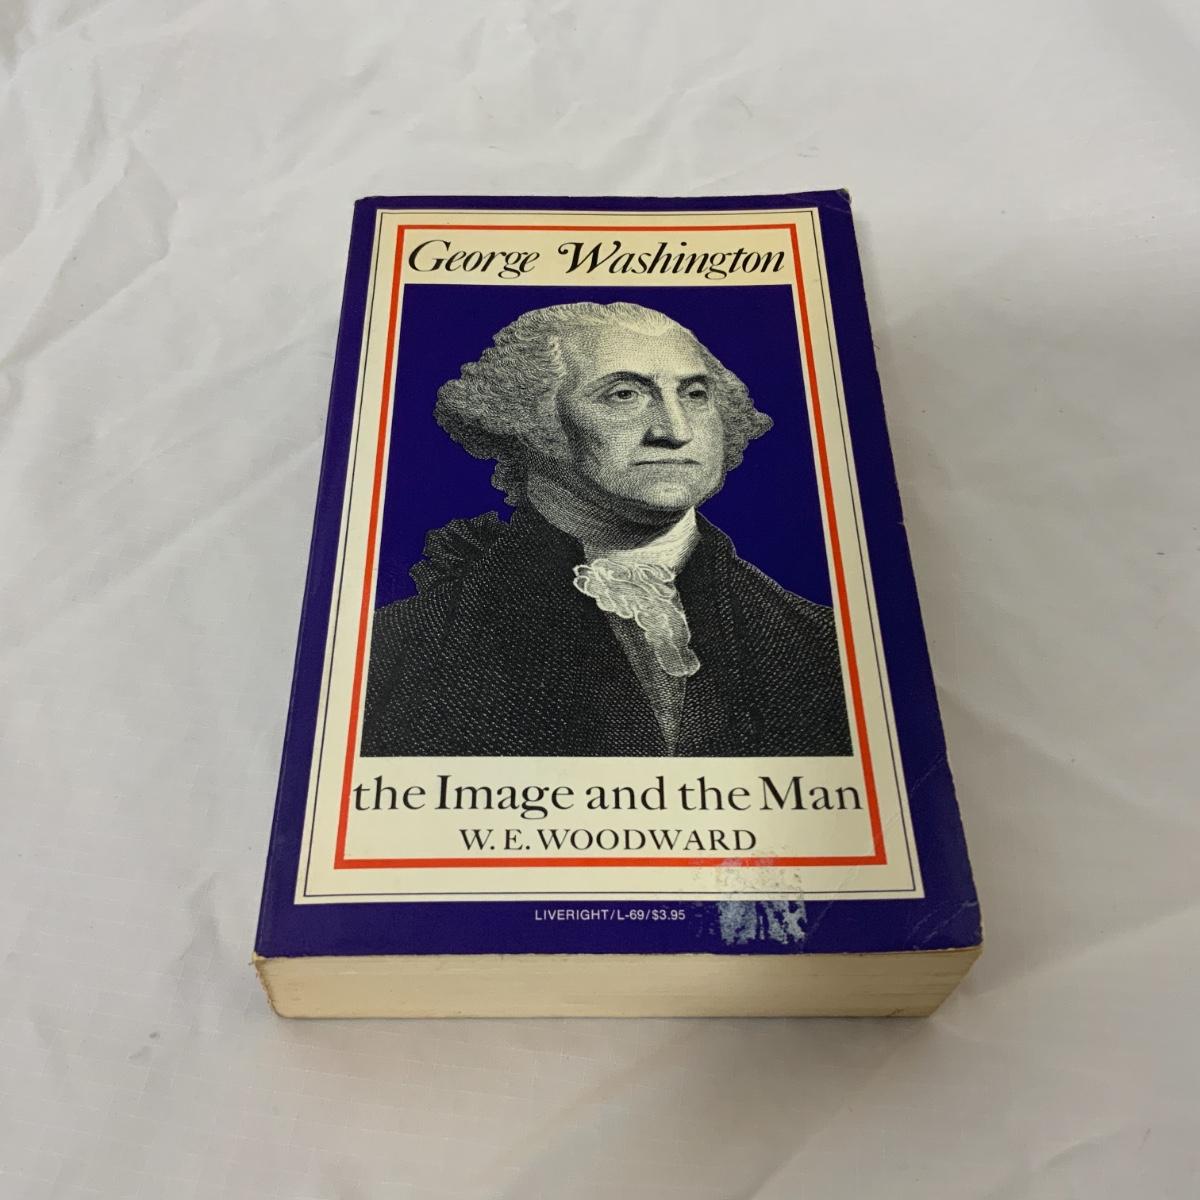 George Washington
the Image and the Man
W. E. WOODWARD
LIVERIGHT/L-69/$3.95